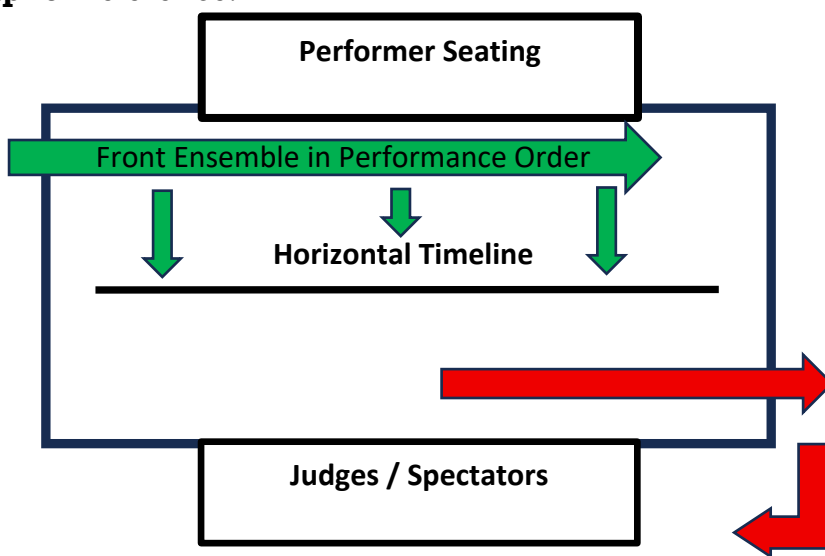 Performer Seating
Front Ensemble in Performance Order
Horizontal Timeline
Judges / Spectators